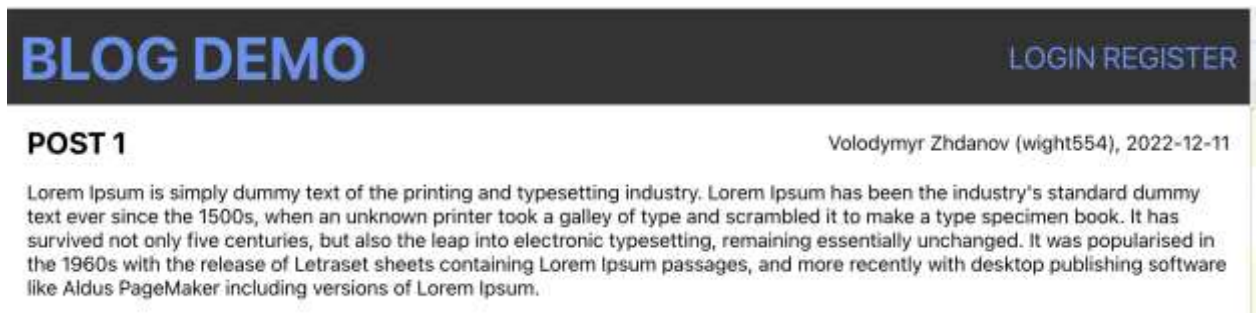 BLOG DEMO
LOGIN REGISTER
POST 1
Volodymyr Zhdanov (wight554), 2022-12-11
Lorem Ipsum is simply dummy text of the printing and typesetting industry. Lorem Ipsum has been the industry's standard dummy
text ever since the 1500s, when an unknown printer took a galley of type and scrambled it to make a type specimen book. It has
survived not only five centuries, but also the leap into electronic typesetting, remaining essentially unchanged. It was popularised in
the 1960s with the release of Letraset sheets containing Lorem Ipsum passages, and more recently with desktop publishing software
like Aldus PageMaker including versions of Lorem Ipsum.